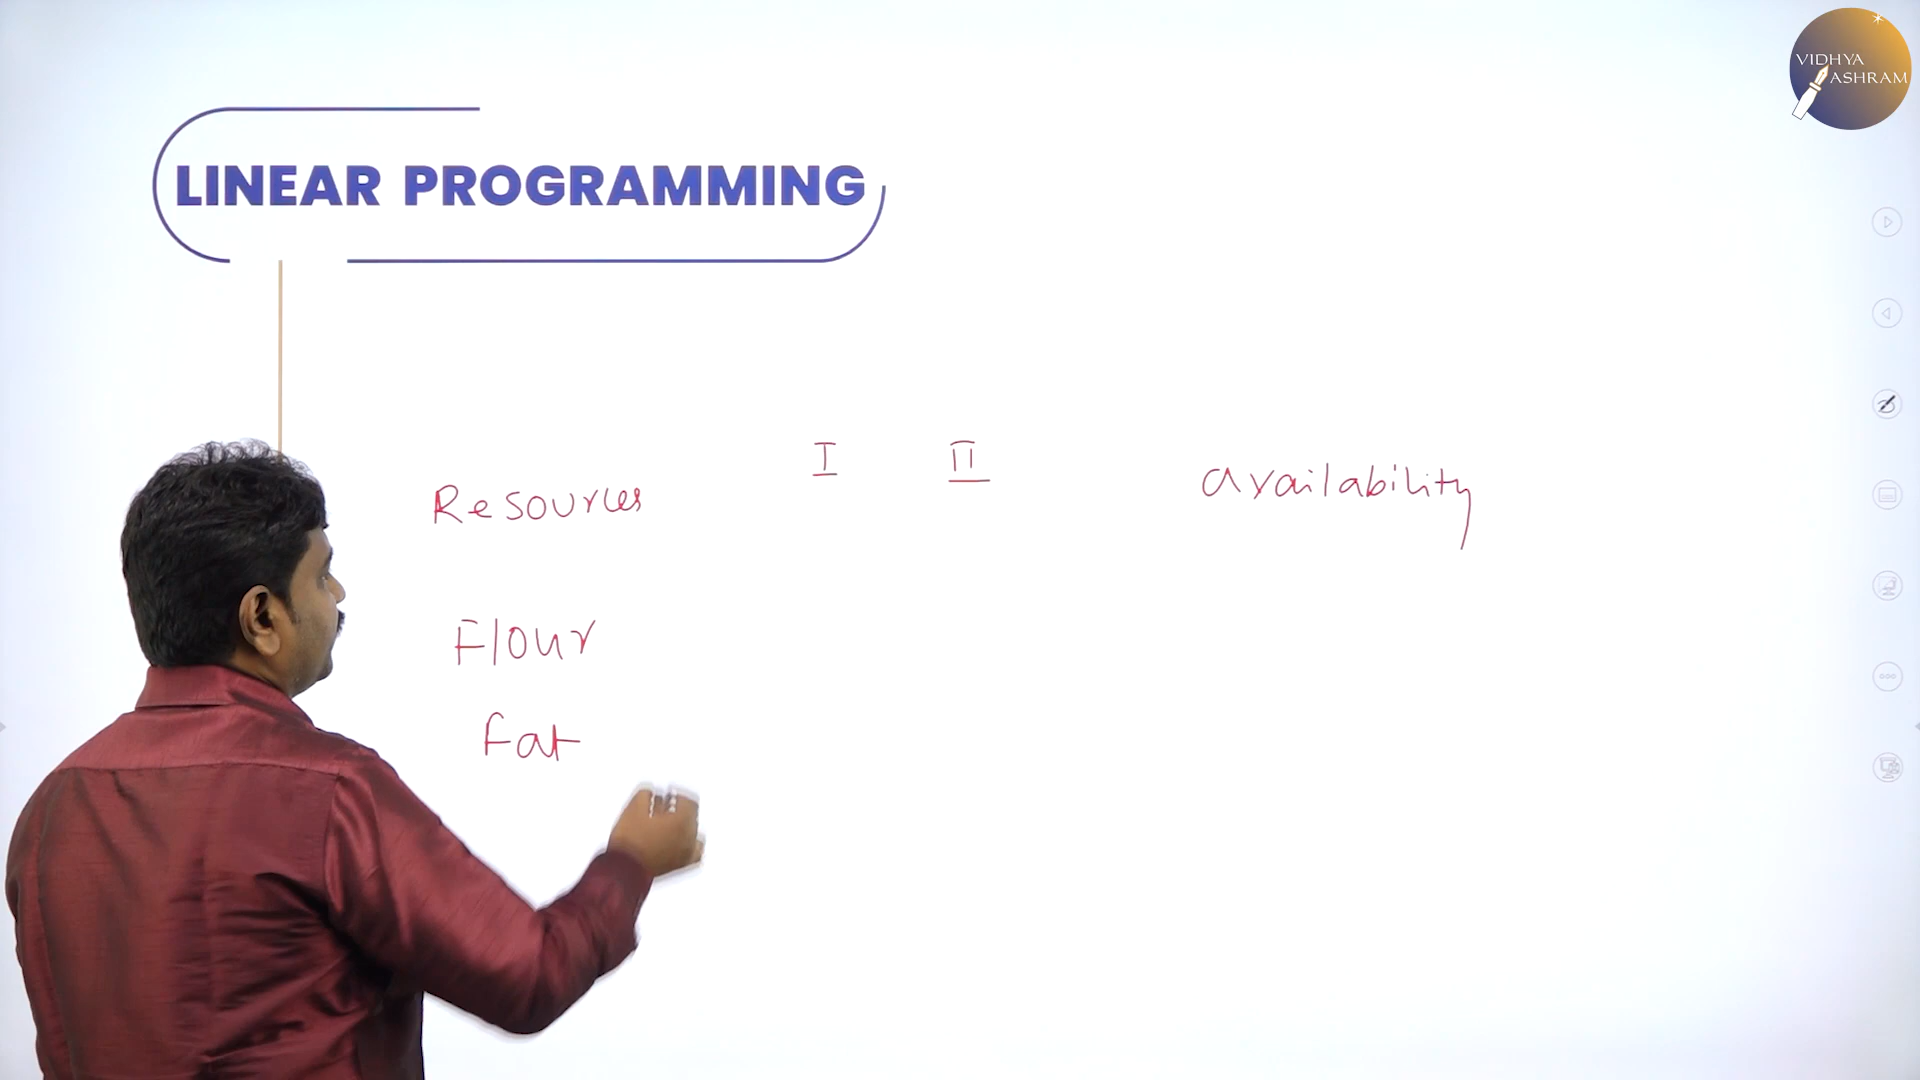 VIDHYA
ASHRAM
LINEAR PROGRAMMING
I II
Resources availability
Flour
Fat